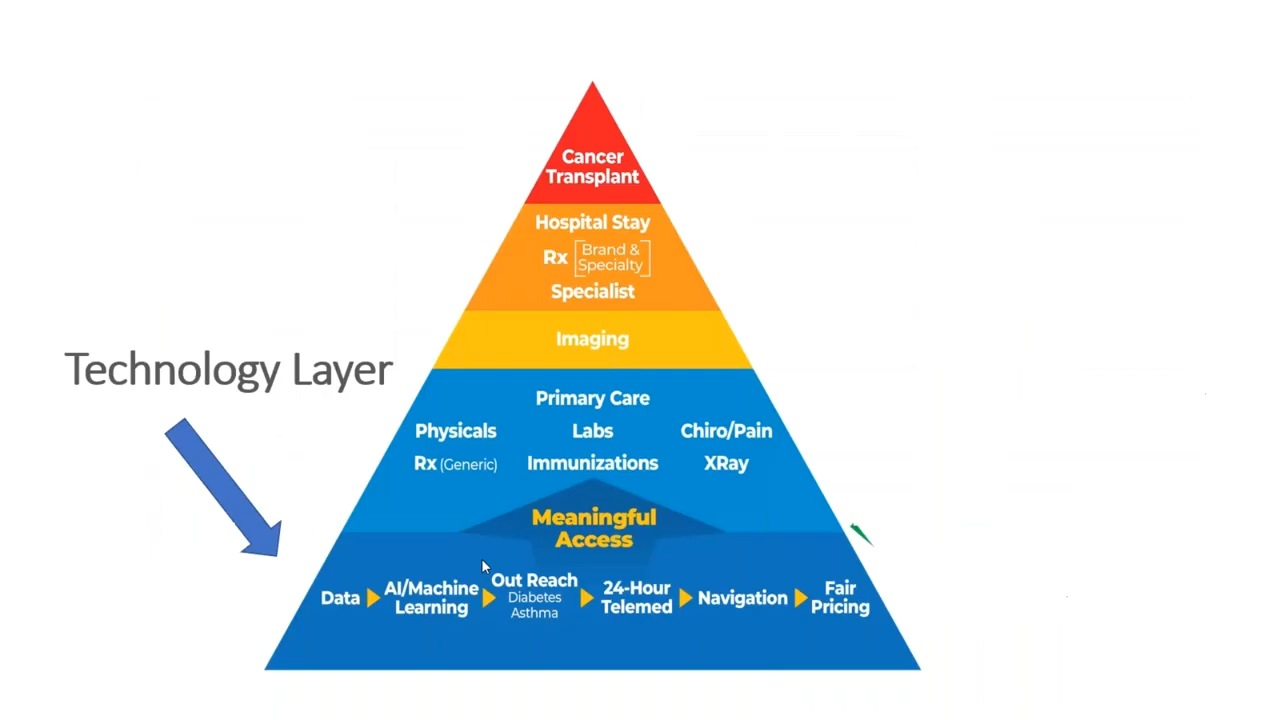 Cancer
Transplant
Hospital Stay
Rx [Brand & Specialty]
Specialist
Imaging
Technology Layer
Primary Care
Physicals Labs Chiro/Pain
Rx (Generic) Immunizations XRay
Meaningful
Access
Data
AI/Machine
Learning
Out Reach
Diabetes
Asthma
24-Hour
Telemed
Navigation
Fair
Pricing